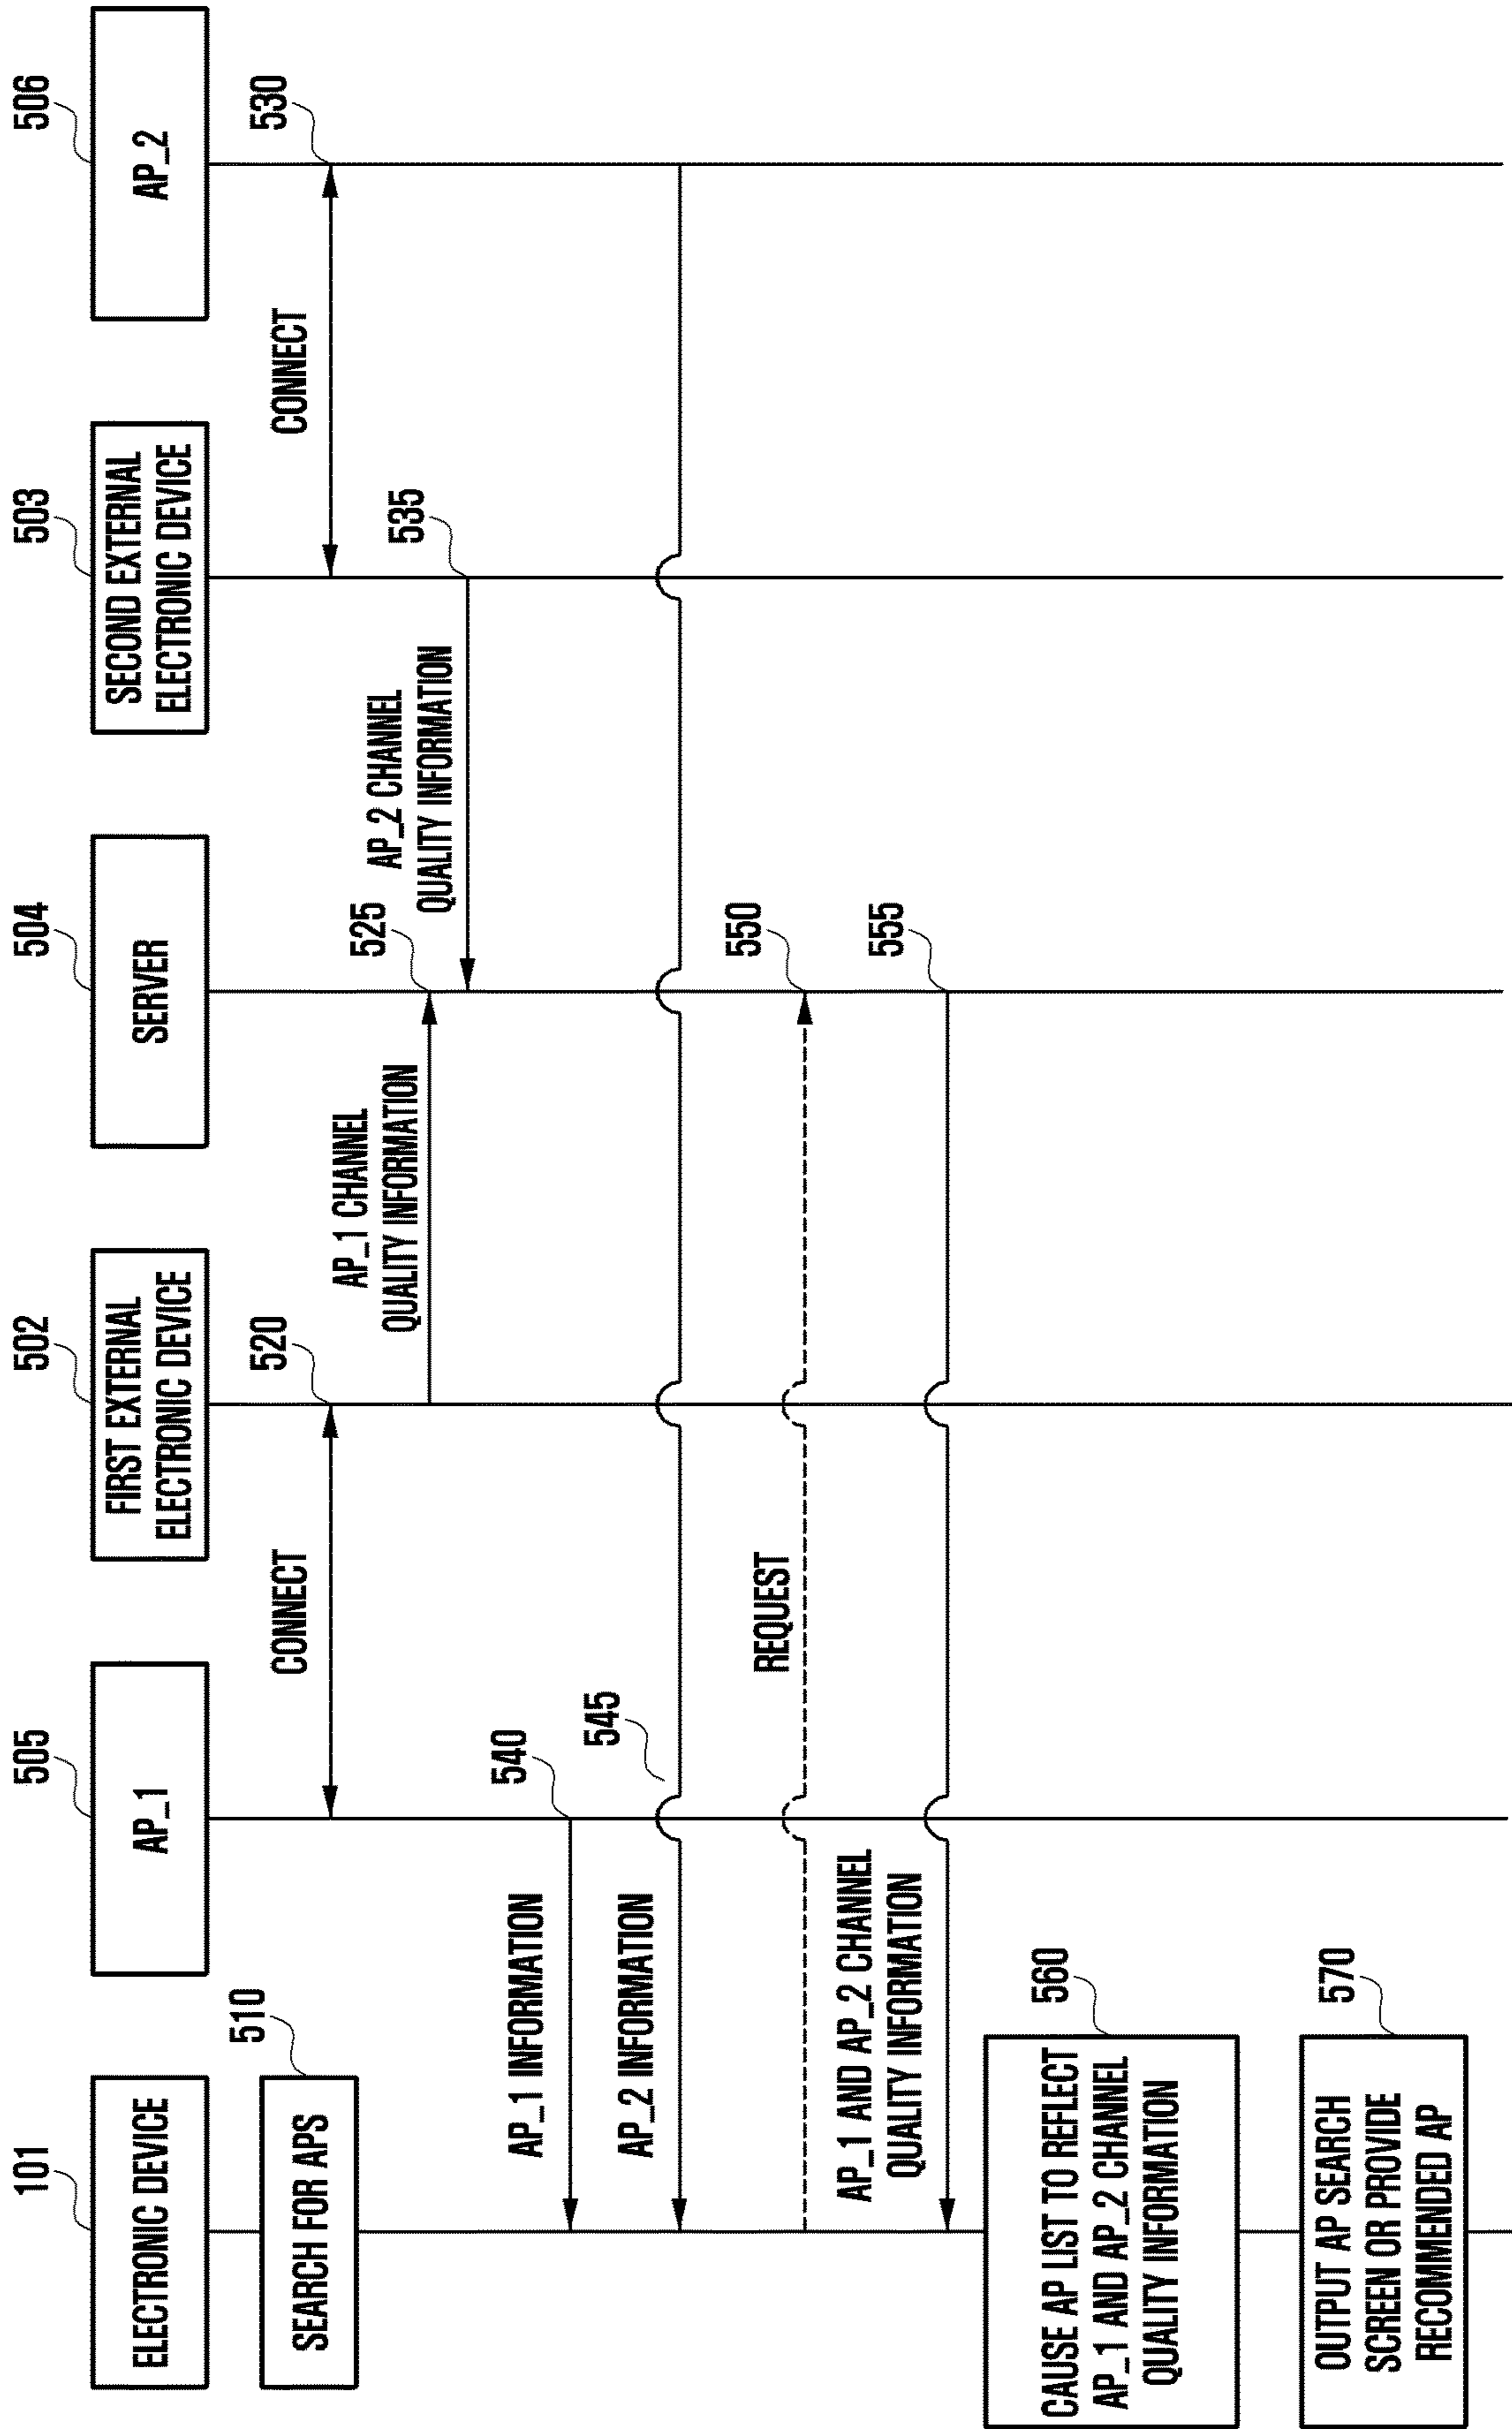 101
ELECTRONIC DEVICE
505
AP_1
502
FIRST EXTERNAL
ELECTRONIC DEVICE
504
SERVER
503
SECOND EXTERNAL
ELECTRONIC DEVICE
506
AP_2
510
SEARCH FOR APS
CONNECT
520
CONNECT
530
AP_1 CHANNEL
QUALITY INFORMATION
525
AP_2 CHANNEL
QUALITY INFORMATION
535
AP_1 INFORMATION
540
AP_2 INFORMATION
545
REQUEST
550
AP_1 AND AP_2 CHANNEL
QUALITY INFORMATION
555
560
CAUSE AP LIST TO REFLECT
AP_1 AND AP_2 CHANNEL
QUALITY INFORMATION
570
OUTPUT AP SEARCH
SCREEN OR PROVIDE
RECOMMENDED AP